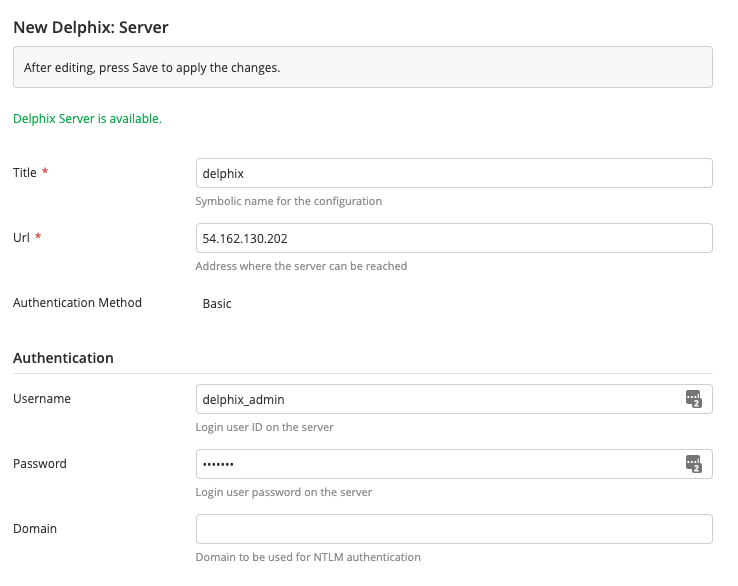 New Delphix: Server
After editing, press Save to apply the changes.
Delphix Server is available.
Title *
delphix
Symbolic name for the configuration
Url *
54.162.130.202
Address where the server can be reached
Authentication Method
Basic
Authentication
Username
delphix_admin
2
Login user ID on the server
Password
•••••••
2
Login user password on the server
Domain
Domain to be used for NTLM authentication